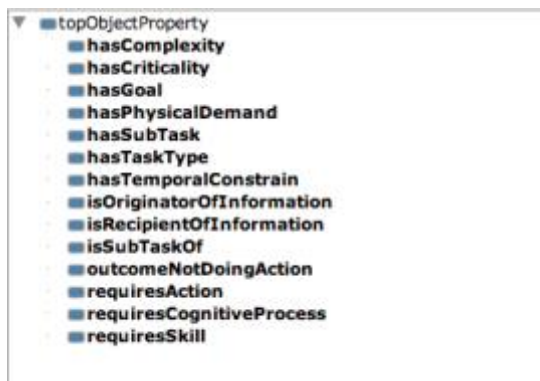 topObjectProperty
hasComplexity
hasCriticality
hasGoal
hasPhysicalDemand
hasSubTask
hasTaskType
hasTemporalConstrain
isOriginatorOfInformation
isRecipientOfInformation
isSubTaskOf
outcomeNotDoingAction
requiresAction
requiresCognitiveProcess
requiresSkill